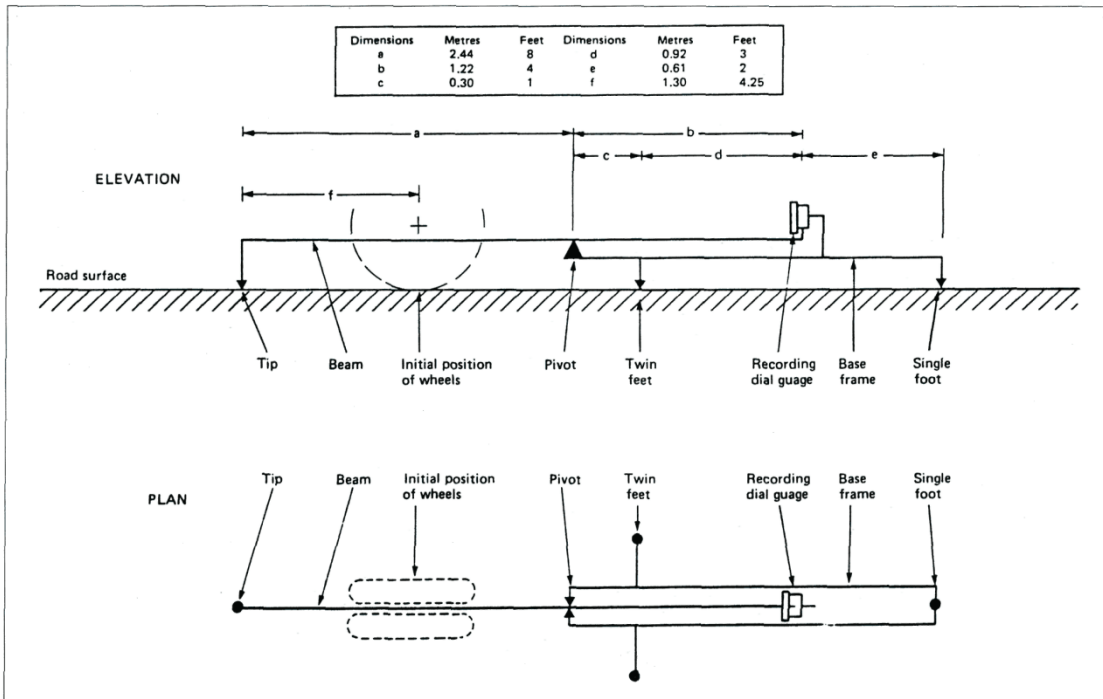 Dimensions Metres Feet Dimensions Metres Feet
a 2.44 8 d 0.92 3
b 1.22 4 e 0.61 2
c 0.30 1 f 1.30 4.25
a
b
c
d
e
ELEVATION
f
Road surface
Tip
Beam
Initial position
of wheels
Pivot
Twin
feet
Recording
dial guage
Base
frame
Single
foot
PLAN
Tip
Beam
Initial position
of wheels
Pivot
Twin
feet
Recording
dial guage
Base
frame
Single
foot